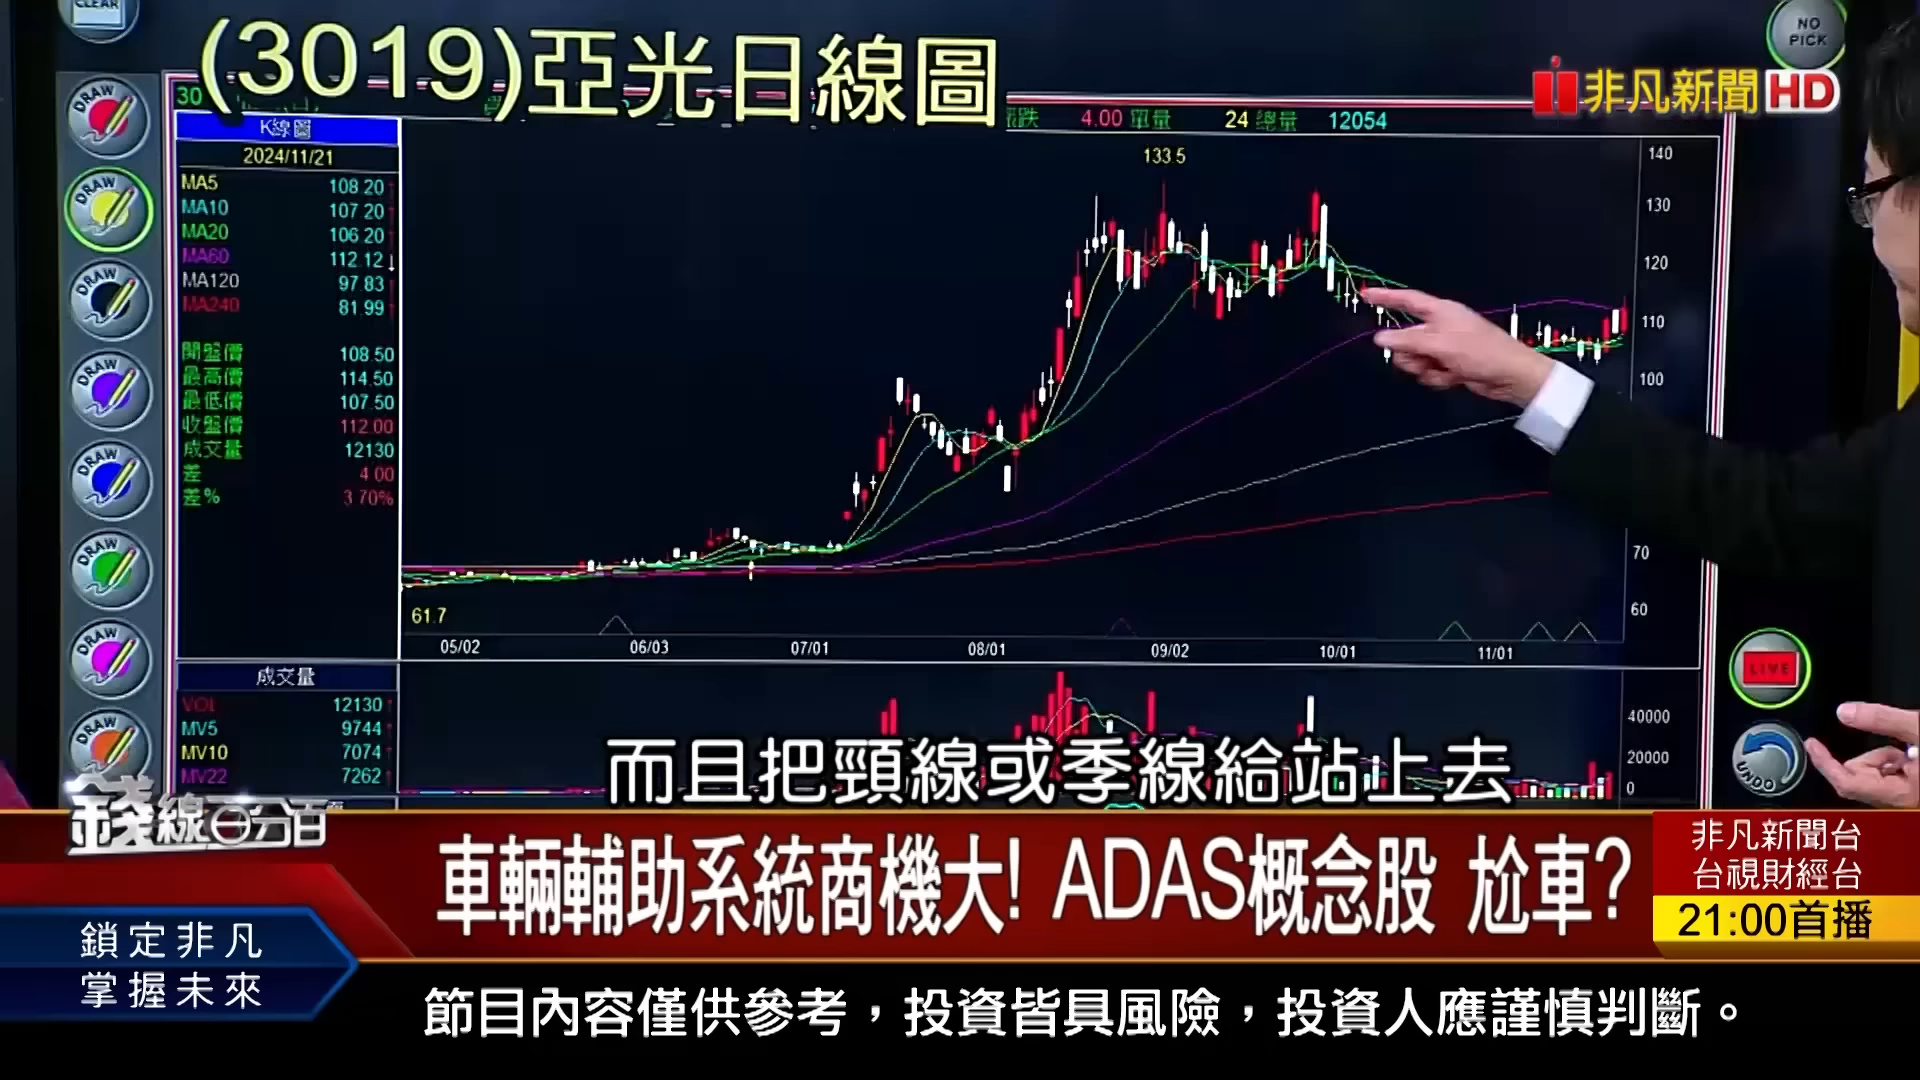 CLEAR
(3019)亞光日線圖
NO
PICK
非凡新聞HD
30
漲跌 4.00 單量 24 總量 12054
K線圖
2024/11/21
MA5 108.20
MA10 107.20
MA20 106.20
MA60 112.12↓
MA120 97.83
MA240 81.99
開盤價 108.50
最高價 114.50
最低價 107.50
收盤價 112.00
成交量 12130
差 4.00
差% 3.70%
133.5
61.7
140
130
120
110
100
70
60
05/02 06/03 07/01 08/01 09/02 10/01 11/01
成交量
VOL 12130
MV5 9744
MV10 7074
MV22 7262
40000
20000
0
DRAW
DRAW
DRAW
DRAW
DRAW
DRAW
DRAW
DRAW
LIVE
UNDO
而且把頸線或季線給站上去
錢線百分百
車輛輔助系統商機大! ADAS概念股 尬車?
非凡新聞台
台視財經台
21:00首播
鎖定非凡
掌握未來
節目內容僅供參考，投資皆具風險，投資人應謹慎判斷。